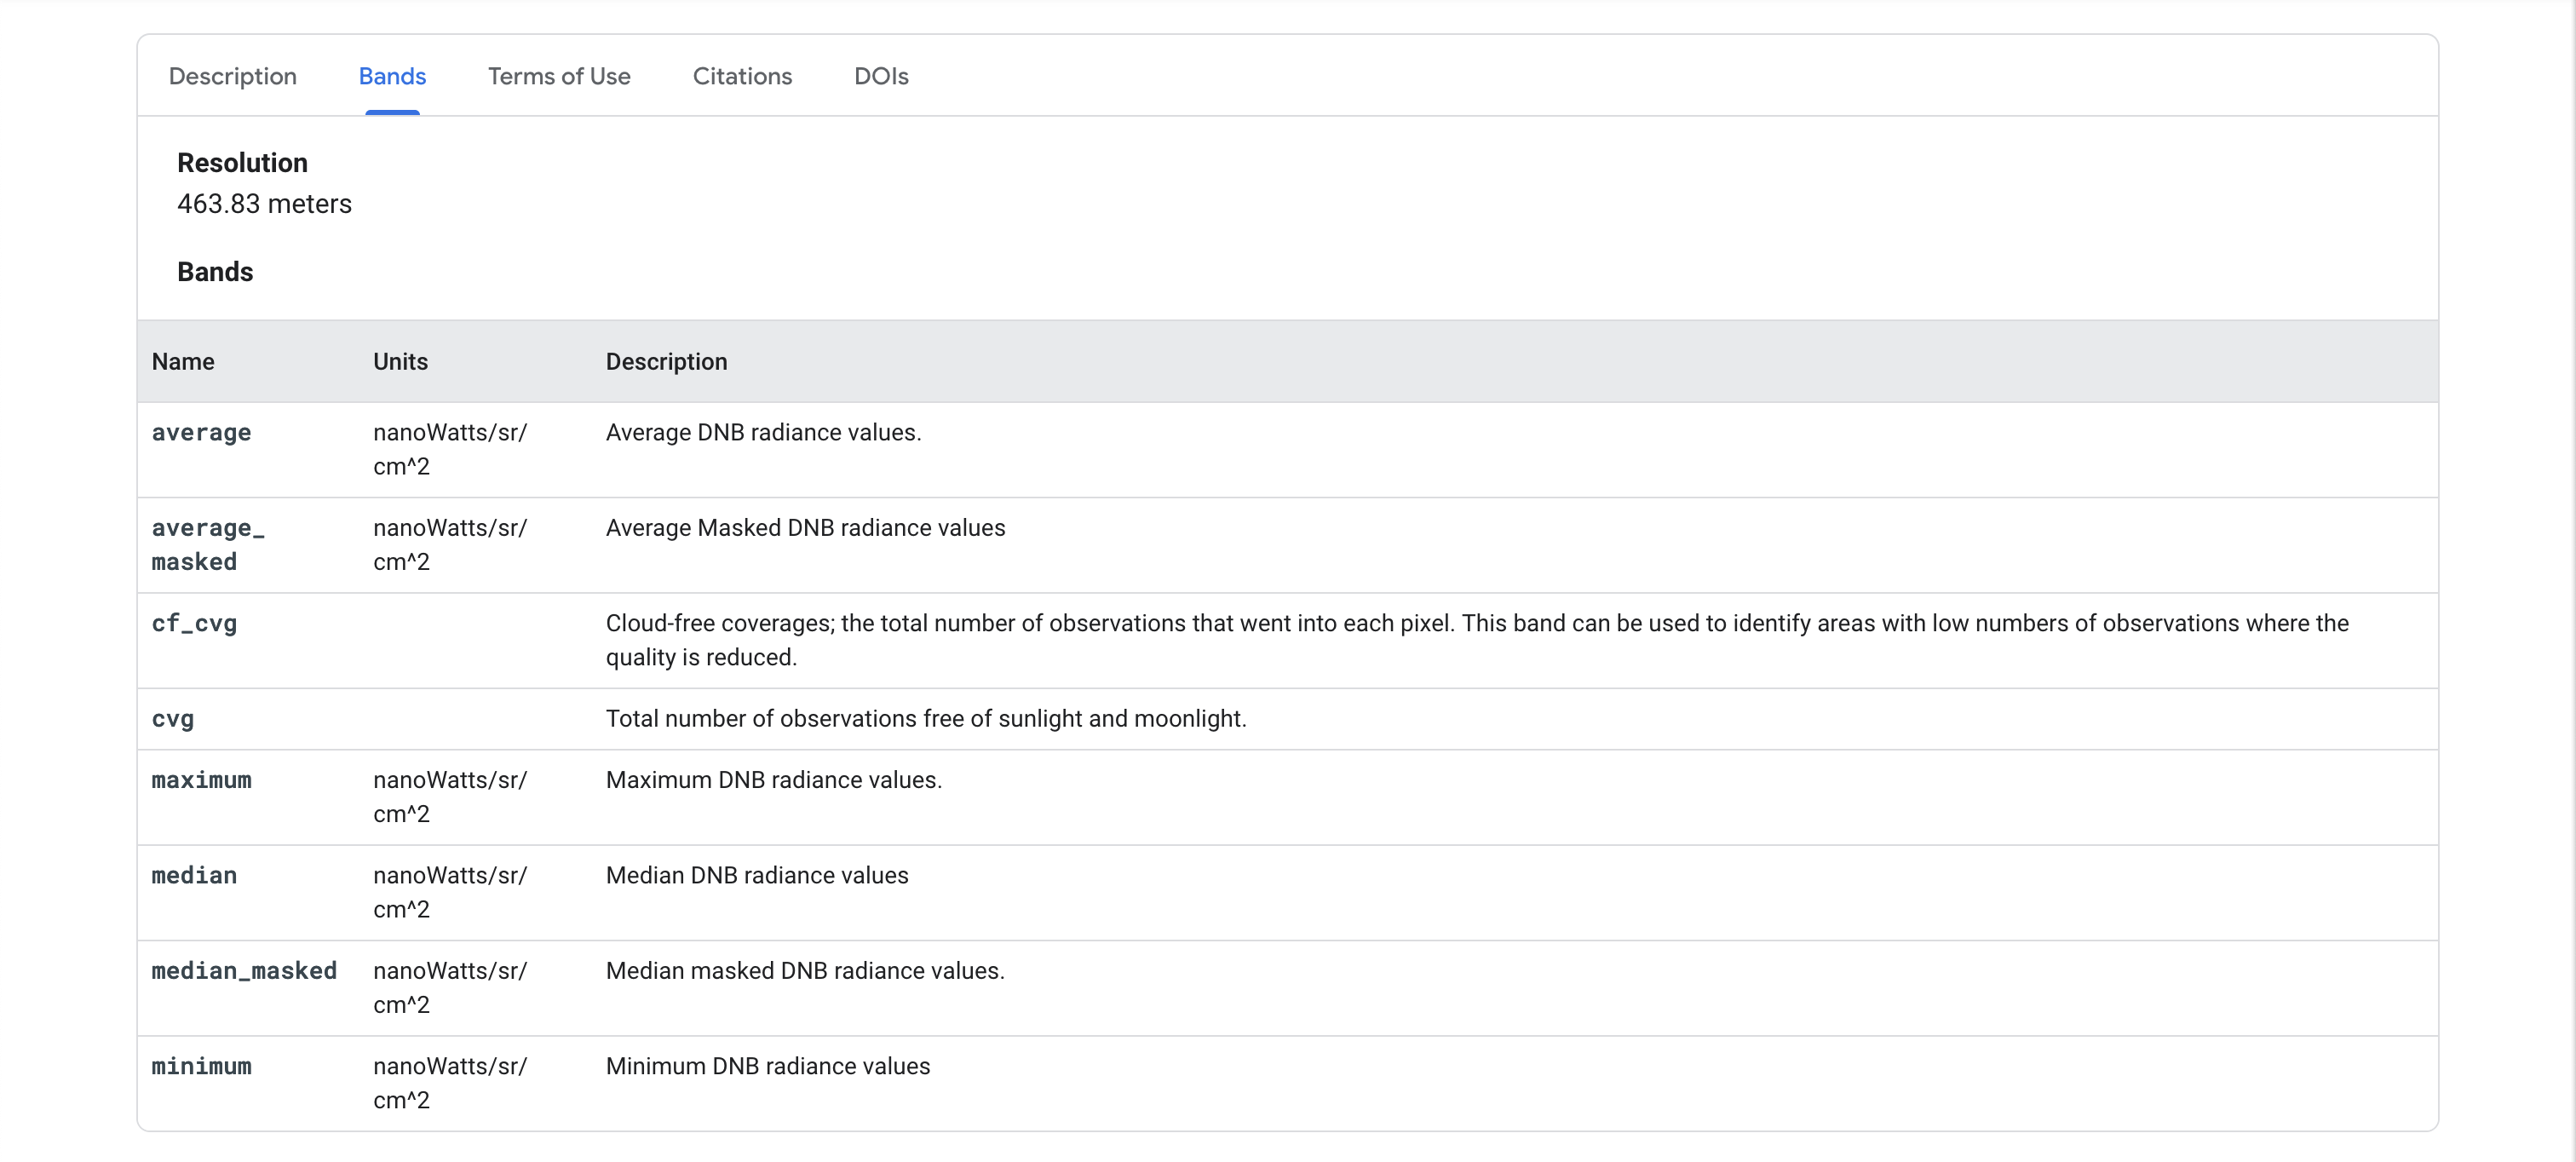 Description Bands Terms of Use Citations DOIs
Resolution
463.83 meters
Bands
Name Units Description
average nanoWatts/sr/ Average DNB radiance values.
cm^2
average_ nanoWatts/sr/ Average Masked DNB radiance values
masked cm^2
cf_cvg Cloud-free coverages; the total number of observations that went into each pixel. This band can be used to identify areas with low numbers of observations where the
quality is reduced.
cvg Total number of observations free of sunlight and moonlight.
maximum nanoWatts/sr/ Maximum DNB radiance values.
cm^2
median nanoWatts/sr/ Median DNB radiance values
cm^2
median_masked nanoWatts/sr/ Median masked DNB radiance values.
cm^2
minimum nanoWatts/sr/ Minimum DNB radiance values
cm^2